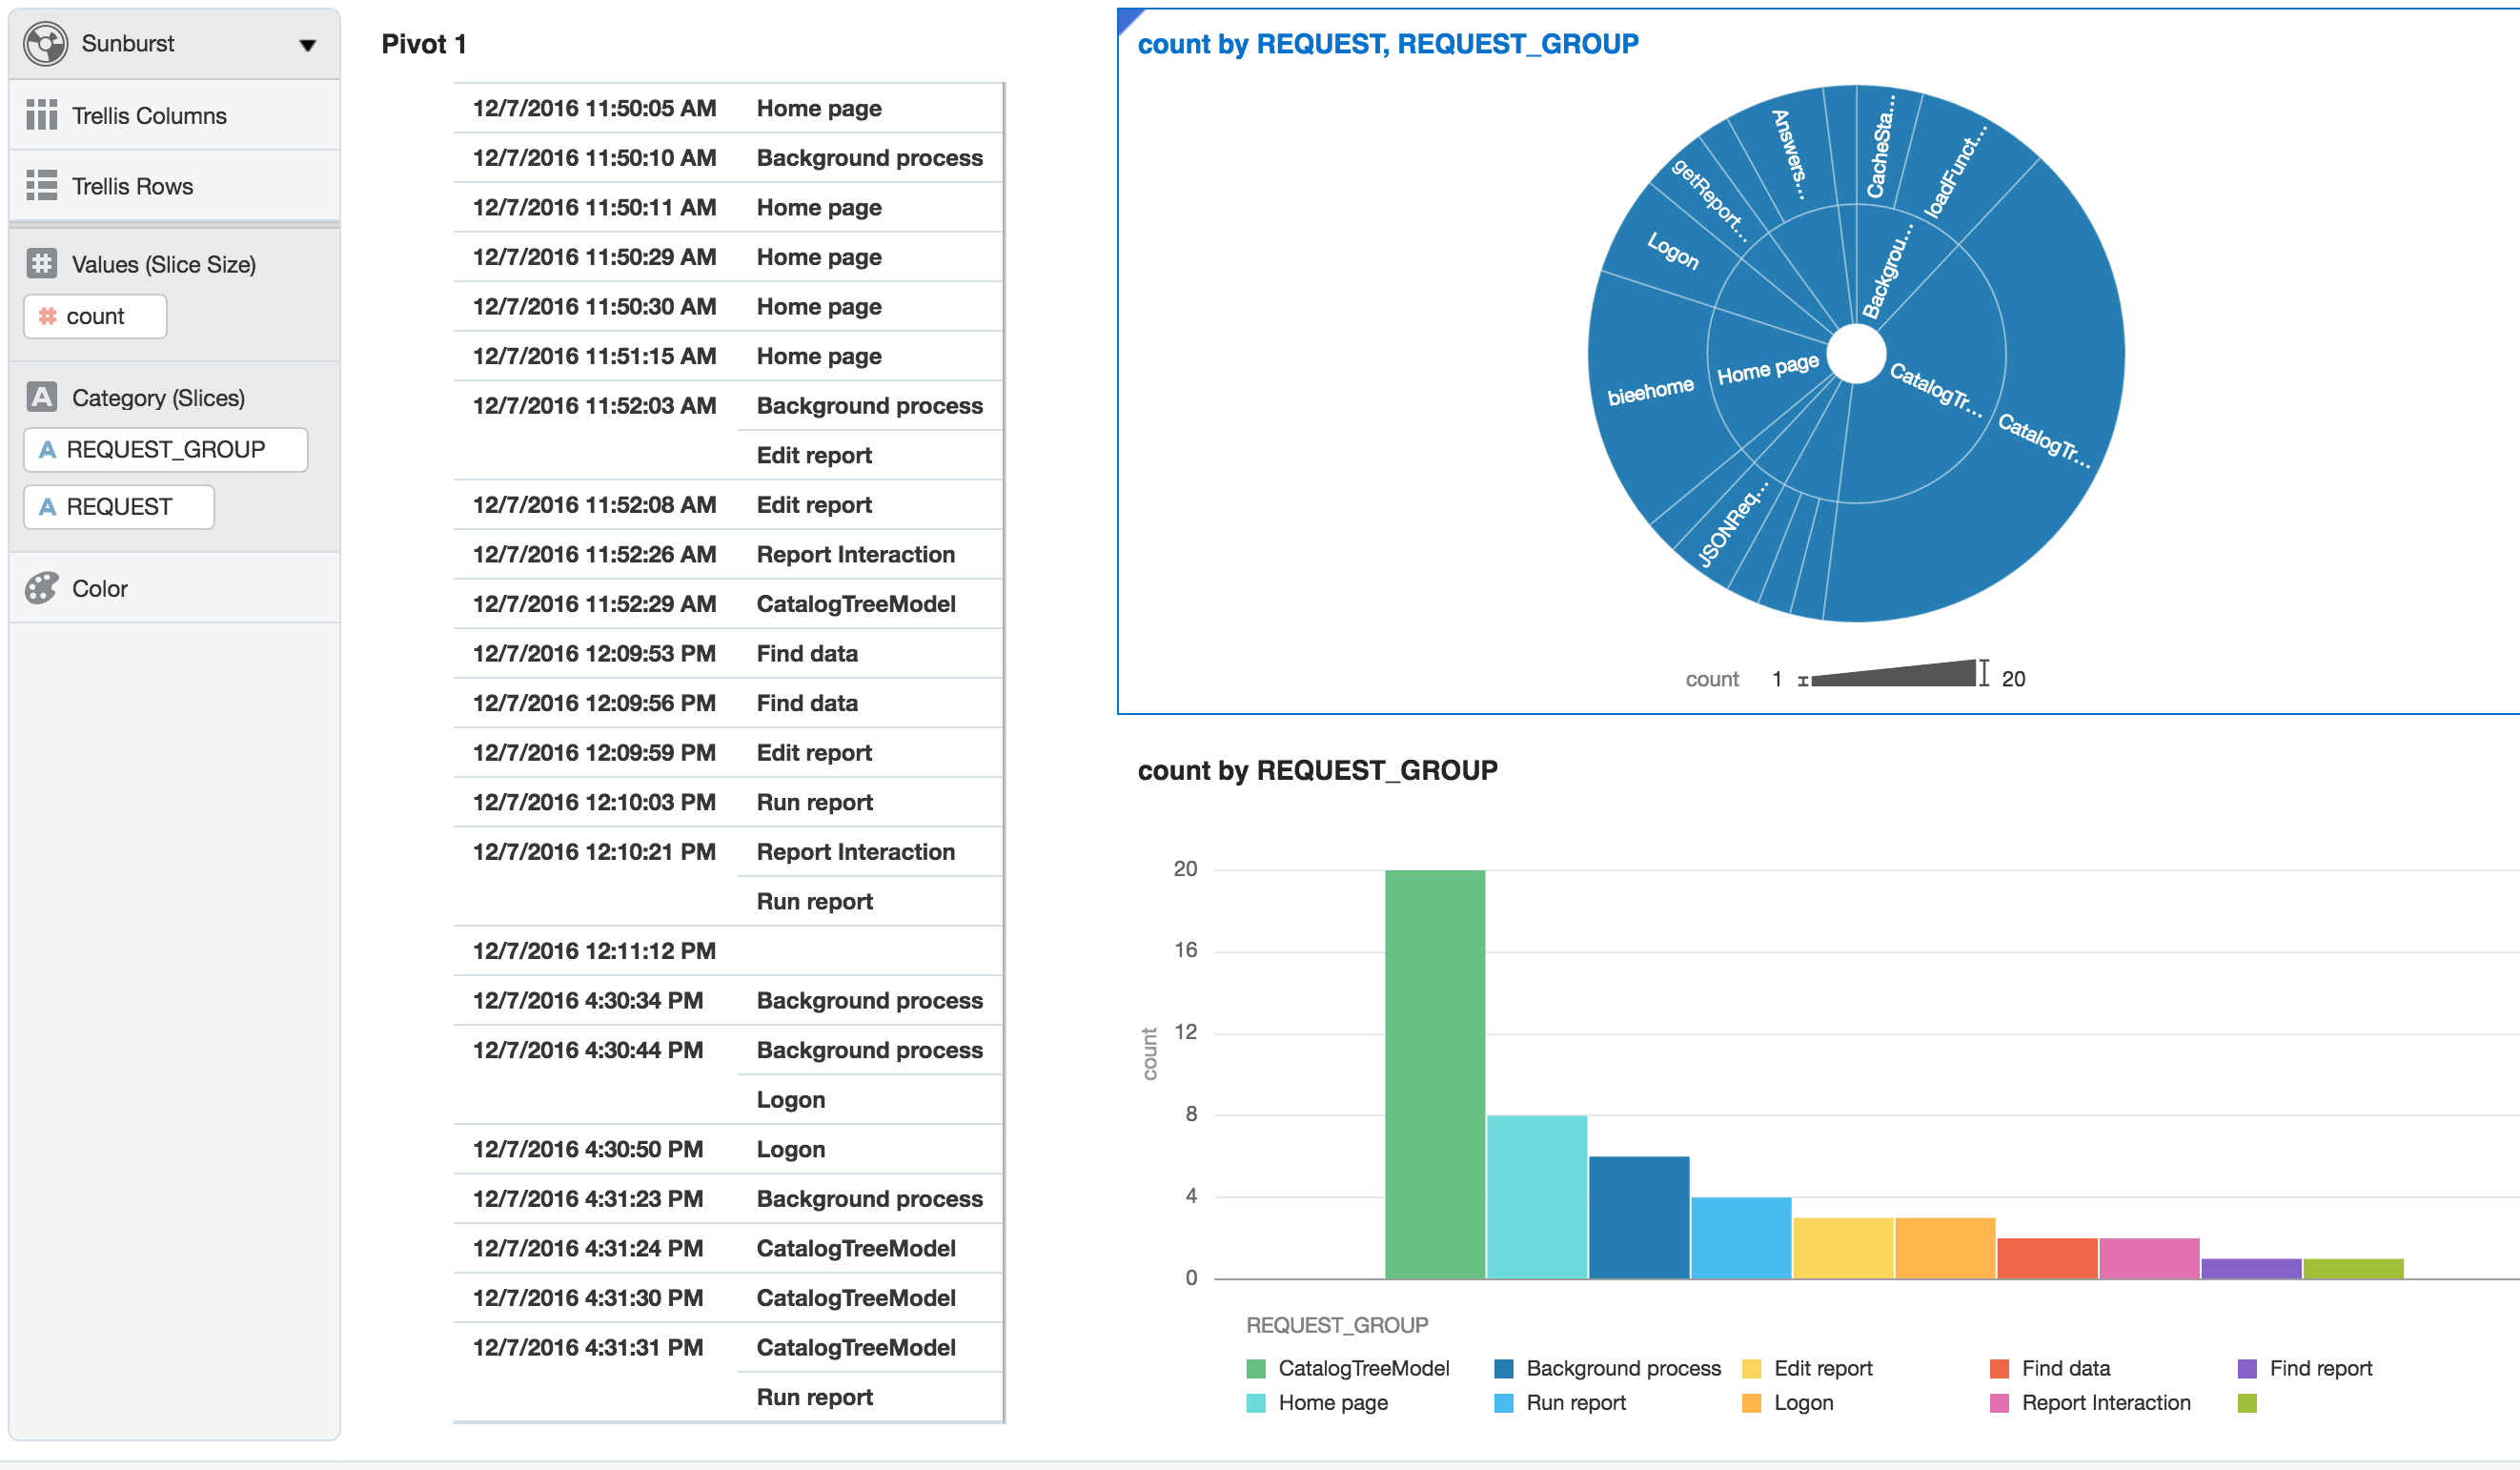 Sunburst
Trellis Columns
Trellis Rows
Values (Slice Size)
count
Category (Slices)
A REQUEST_GROUP
A REQUEST
Color
Pivot 1
12/7/2016 11:50:05 AM Home page
12/7/2016 11:50:10 AM Background process
12/7/2016 11:50:11 AM Home page
12/7/2016 11:50:29 AM Home page
12/7/2016 11:50:30 AM Home page
12/7/2016 11:51:15 AM Home page
12/7/2016 11:52:03 AM Background process
Edit report
12/7/2016 11:52:08 AM Edit report
12/7/2016 11:52:26 AM Report Interaction
12/7/2016 11:52:29 AM CatalogTreeModel
12/7/2016 12:09:53 PM Find data
12/7/2016 12:09:56 PM Find data
12/7/2016 12:09:59 PM Edit report
12/7/2016 12:10:03 PM Run report
12/7/2016 12:10:21 PM Report Interaction
Run report
12/7/2016 12:11:12 PM
12/7/2016 4:30:34 PM Background process
12/7/2016 4:30:44 PM Background process
Logon
12/7/2016 4:30:50 PM Logon
12/7/2016 4:31:23 PM Background process
12/7/2016 4:31:24 PM CatalogTreeModel
12/7/2016 4:31:30 PM CatalogTreeModel
12/7/2016 4:31:31 PM CatalogTreeModel
Run report
count by REQUEST, REQUEST_GROUP
Answers...
CacheSta...
loadFunct...
getReport...
Logon
Backgrou...
bieehome
Home page
CatalogTr...
CatalogTr...
JSONReq...
count 1 20
count by REQUEST_GROUP
20
16
12
8
4
0
count
REQUEST_GROUP
CatalogTreeModel Background process Edit report Find data Find report
Home page Run report Logon Report Interaction